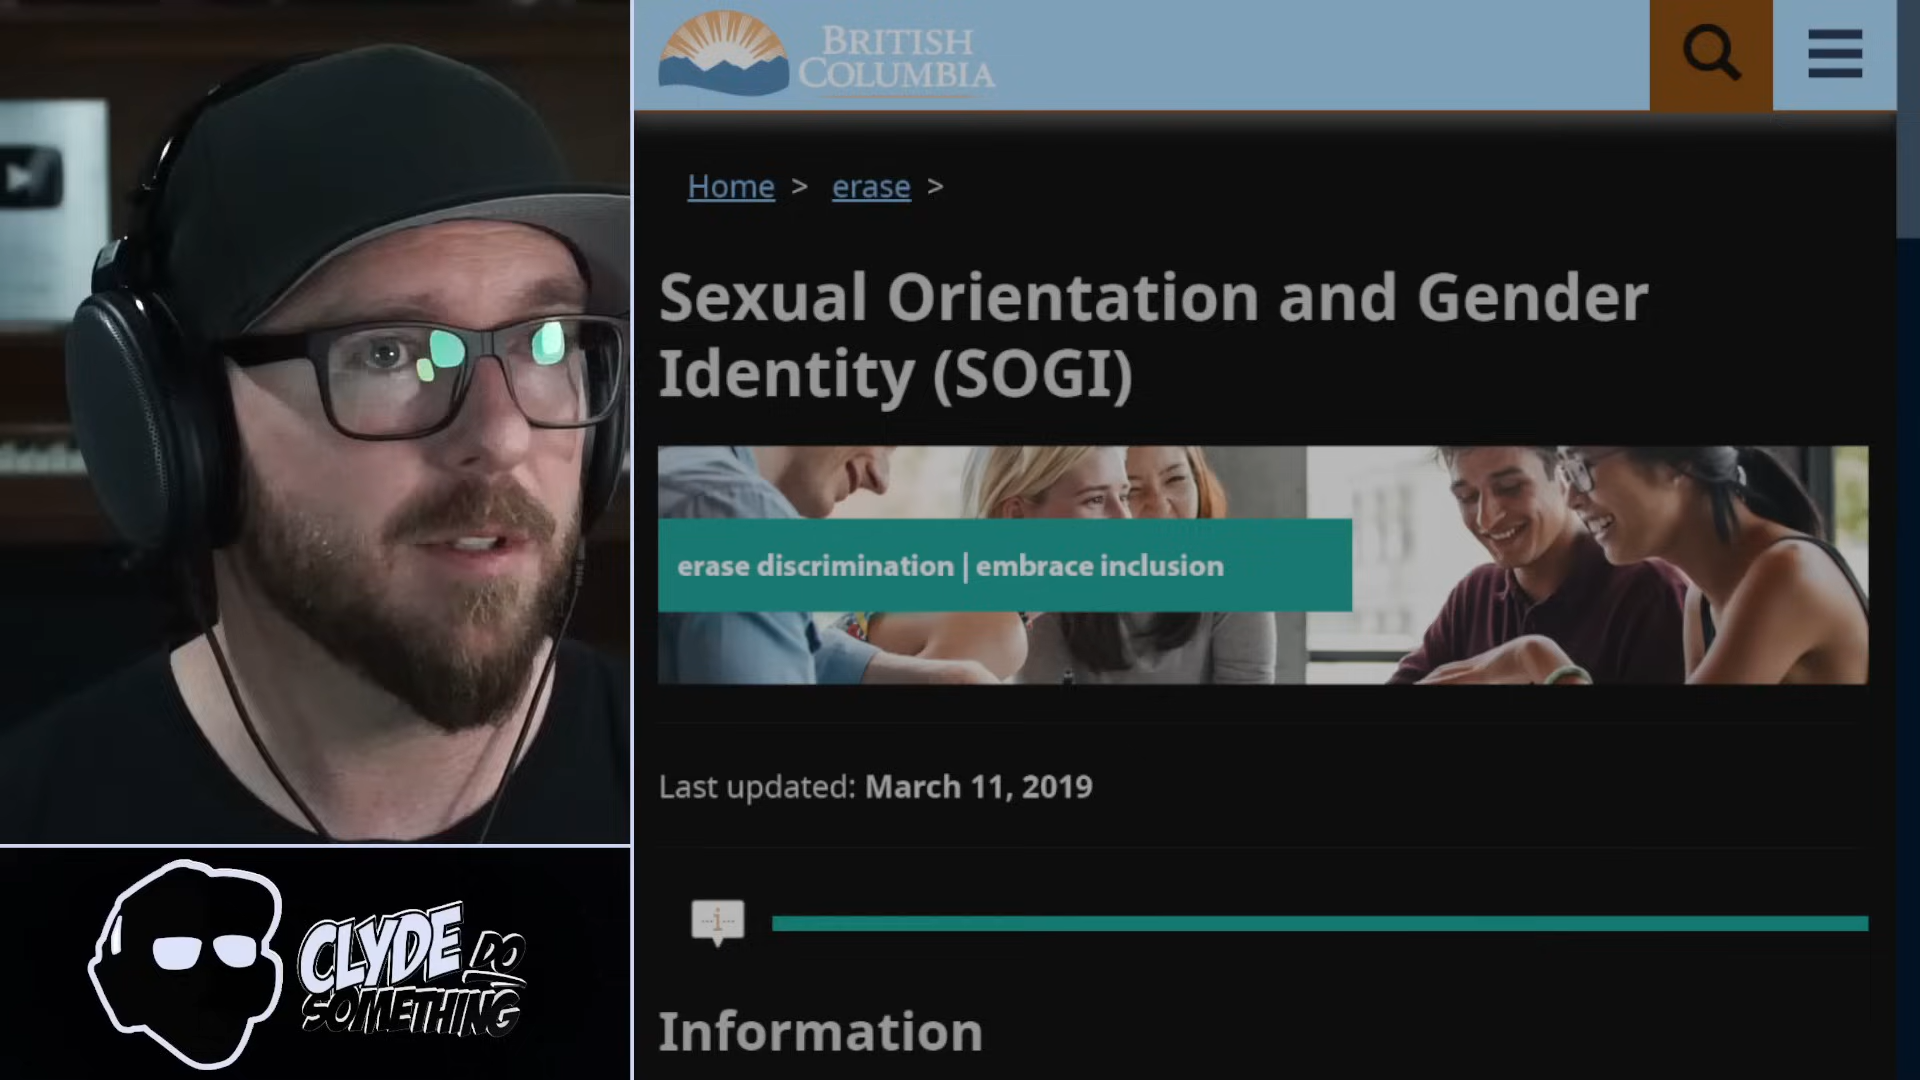 BRITISH
COLUMBIA
Home > erase >
Sexual Orientation and Gender
Identity (SOGI)
erase discrimination | embrace inclusion
Last updated: March 11, 2019
i
Information
CLYDE DO
SOMETHING